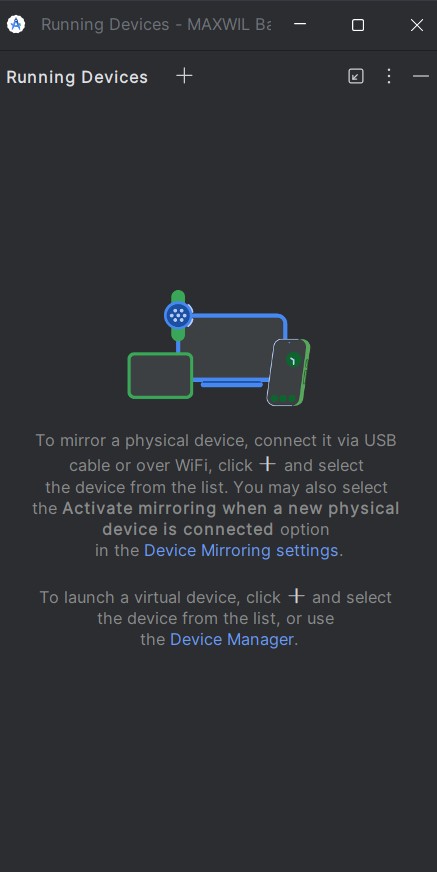 Running Devices - MAXWIL Ba
Running Devices
To mirror a physical device, connect it via USB
cable or over WiFi, click + and select
the device from the list. You may also select
the Activate mirroring when a new physical
device is connected option
in the Device Mirroring settings.
To launch a virtual device, click + and select
the device from the list, or use
the Device Manager.